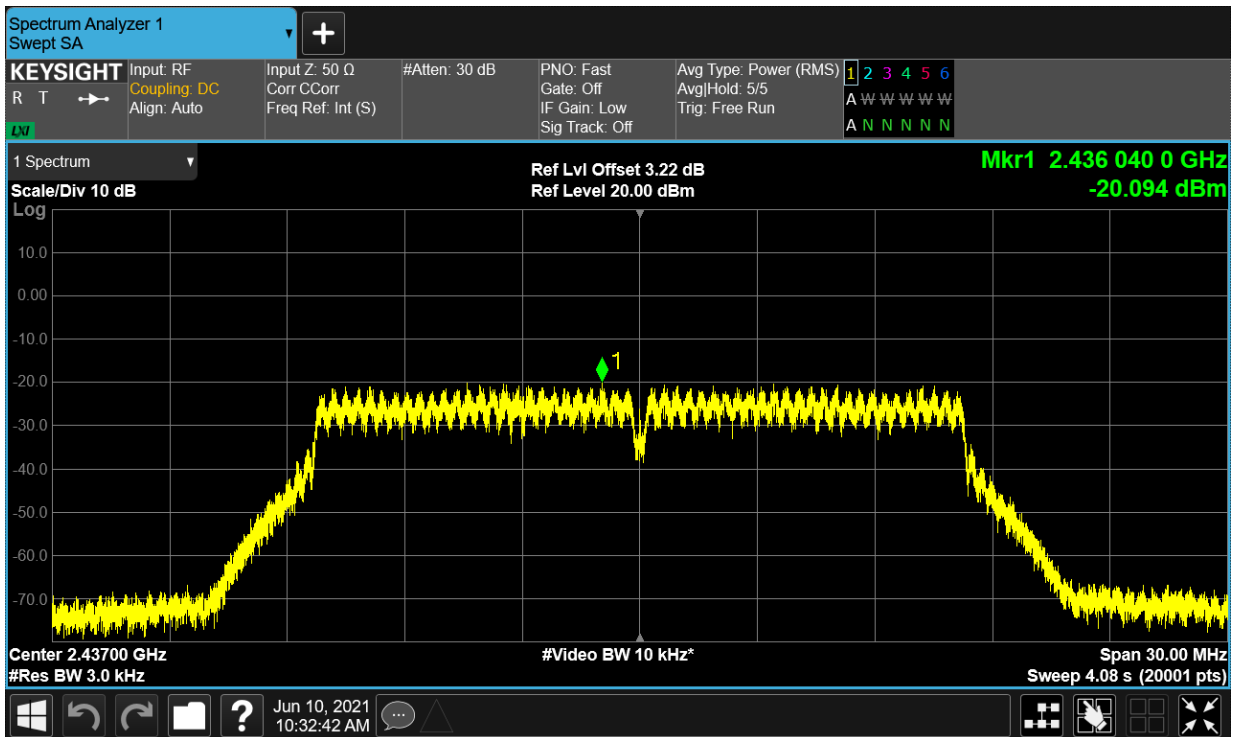 Spectrum Analyzer 1
Swept SA
+
KEYSIGHT
R T
LXI
Input: RF
Coupling: DC
Align: Auto
Input Z: 50 Ω
Corr CCorr
Freq Ref: Int (S)
#Atten: 30 dB
PNO: Fast
Gate: Off
IF Gain: Low
Sig Track: Off
Avg Type: Power (RMS)
Avg|Hold: 5/5
Trig: Free Run
1 2 3 4 5 6
A W W W W W
A N N N N N
1 Spectrum
Scale/Div 10 dB
Log
Ref Lvl Offset 3.22 dB
Ref Level 20.00 dBm
Mkr1 2.436 040 0 GHz
-20.094 dBm
10.0
0.00
-10.0
-20.0
-30.0
-40.0
-50.0
-60.0
-70.0
1
Center 2.43700 GHz
#Res BW 3.0 kHz
#Video BW 10 kHz*
Span 30.00 MHz
Sweep 4.08 s (20001 pts)
?
Jun 10, 2021
10:32:42 AM